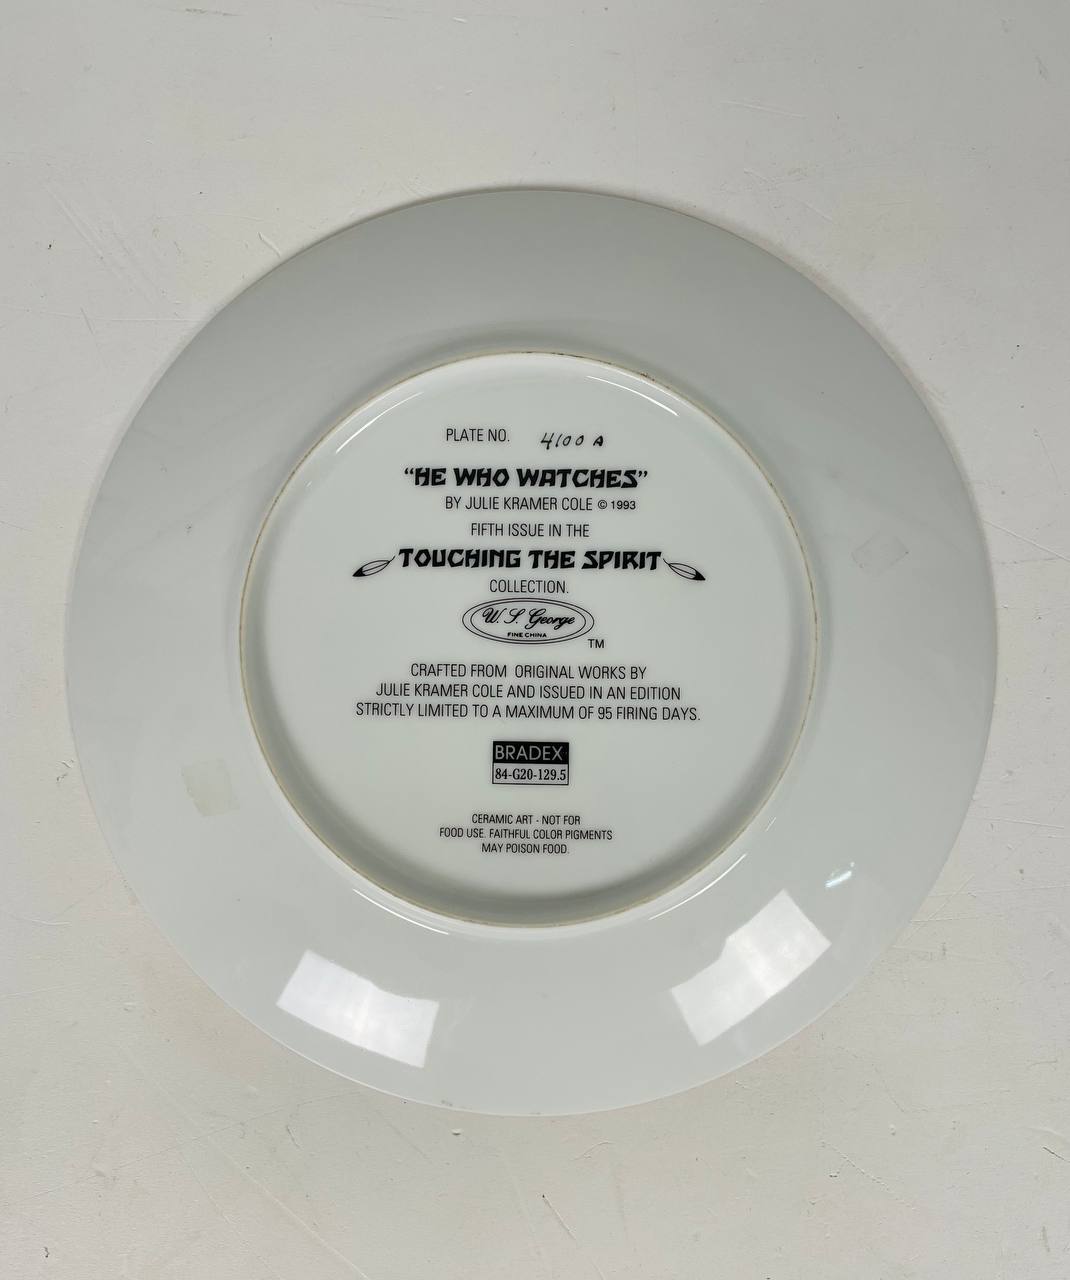 PLATE NO. 4100 A
"HE WHO WATCHES"
BY JULIE KRAMER COLE © 1993
FIFTH ISSUE IN THE
TOUCHING THE SPIRIT
COLLECTION.
W. S. George
FINE CHINA
TM
CRAFTED FROM ORIGINAL WORKS BY
JULIE KRAMER COLE AND ISSUED IN AN EDITION
STRICTLY LIMITED TO A MAXIMUM OF 95 FIRING DAYS.
BRADEX
84-G20-129.5
CERAMIC ART - NOT FOR
FOOD USE. FAITHFUL COLOR PIGMENTS
MAY POISON FOOD.